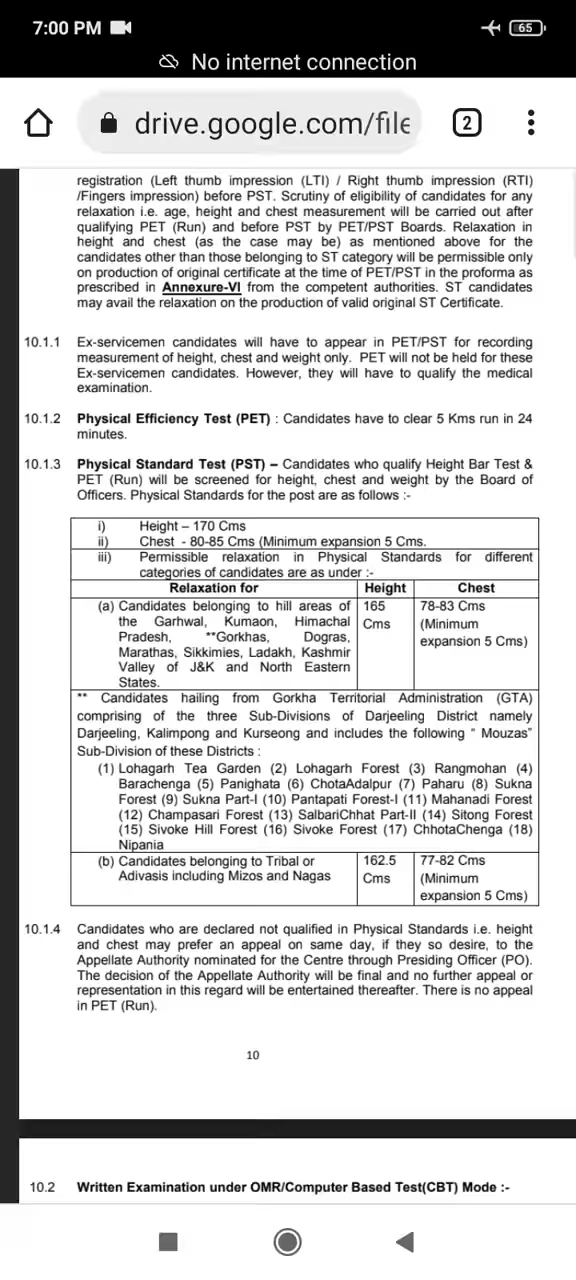 7:00 PM
65
No internet connection
drive.google.com/file
2
registration (Left thumb impression (LTI) / Right thumb impression (RTI)
/Fingers impression) before PST. Scrutiny of eligibility of candidates for any
relaxation i.e. age, height and chest measurement will be carried out after
qualifying PET (Run) and before PST by PET/PST Boards. Relaxation in
height and chest (as the case may be) as mentioned above for the
candidates other than those belonging to ST category will be permissible only
on production of original certificate at the time of PET/PST in the proforma as
prescribed in Annexure-VI from the competent authorities. ST candidates
may avail the relaxation on the production of valid original ST Certificate.
10.1.1 Ex-servicemen candidates will have to appear in PET/PST for recording
measurement of height, chest and weight only. PET will not be held for these
Ex-servicemen candidates. However, they will have to qualify the medical
examination.
10.1.2 Physical Efficiency Test (PET) : Candidates have to clear 5 Kms run in 24
minutes.
10.1.3 Physical Standard Test (PST) – Candidates who qualify Height Bar Test &
PET (Run) will be screened for height, chest and weight by the Board of
Officers. Physical Standards for the post are as follows :-
i) Height – 170 Cms
ii) Chest - 80-85 Cms (Minimum expansion 5 Cms.
iii) Permissible relaxation in Physical Standards for different
categories of candidates are as under :-
Relaxation for Height Chest
(a) Candidates belonging to hill areas of 165 78-83 Cms
the Garhwal, Kumaon, Himachal Cms (Minimum
Pradesh, **Gorkhas, Dogras, expansion 5 Cms)
Marathas, Sikkimies, Ladakh, Kashmir
Valley of J&K and North Eastern
States.
** Candidates hailing from Gorkha Territorial Administration (GTA)
comprising of the three Sub-Divisions of Darjeeling District namely
Darjeeling, Kalimpong and Kurseong and includes the following “ Mouzas”
Sub-Division of these Districts :
(1) Lohagarh Tea Garden (2) Lohagarh Forest (3) Rangmohan (4)
Barachenga (5) Panighata (6) ChotaAdalpur (7) Paharu (8) Sukna
Forest (9) Sukna Part-I (10) Pantapati Forest-I (11) Mahanadi Forest
(12) Champasari Forest (13) SalbariChhat Part-II (14) Sitong Forest
(15) Sivoke Hill Forest (16) Sivoke Forest (17) ChhotaChenga (18)
Nipania
(b) Candidates belonging to Tribal or 162.5 77-82 Cms
Adivasis including Mizos and Nagas Cms (Minimum
expansion 5 Cms)
10.1.4 Candidates who are declared not qualified in Physical Standards i.e. height
and chest may prefer an appeal on same day, if they so desire, to the
Appellate Authority nominated for the Centre through Presiding Officer (PO).
The decision of the Appellate Authority will be final and no further appeal or
representation in this regard will be entertained thereafter. There is no appeal
in PET (Run).
10
10.2 Written Examination under OMR/Computer Based Test(CBT) Mode :-